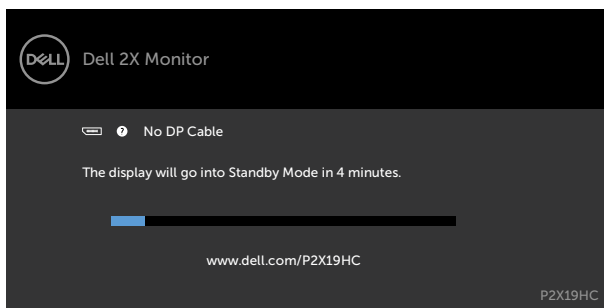 DELL
Dell 2X Monitor
? No DP Cable
The display will go into Standby Mode in 4 minutes.
www.dell.com/P2X19HC
P2X19HC